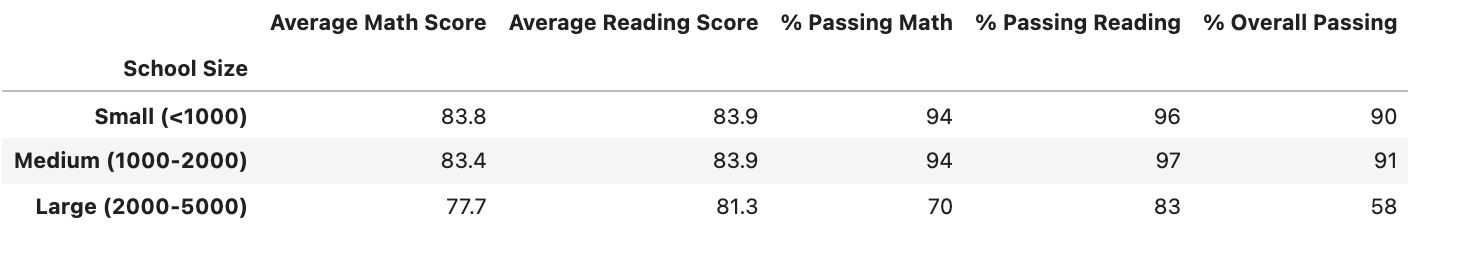 Average Math Score Average Reading Score % Passing Math % Passing Reading % Overall Passing
School Size
Small (<1000) 83.8 83.9 94 96 90
Medium (1000-2000) 83.4 83.9 94 97 91
Large (2000-5000) 77.7 81.3 70 83 58